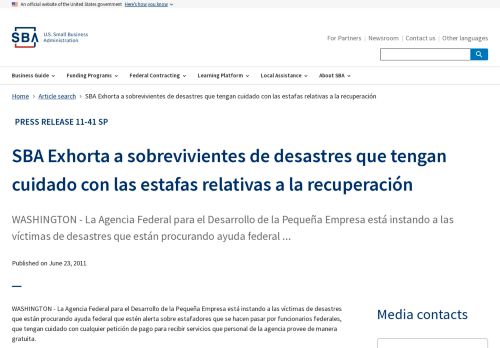 An official website of the United States government Here's how you know
SBA U.S. Small Business
Administration
For Partners Newsroom Contact us Other languages
Business Guide Funding Programs Federal Contracting Learning Platform Local Assistance About SBA
Home Article search SBA Exhorta a sobrevivientes de desastres que tengan cuidado con las estafas relativas a la recuperación
PRESS RELEASE 11-41 SP
SBA Exhorta a sobrevivientes de desastres que tengan
cuidado con las estafas relativas a la recuperación
WASHINGTON - La Agencia Federal para el Desarrollo de la Pequeña Empresa está instando a las
víctimas de desastres que están procurando ayuda federal ...
Published on June 23, 2011
WASHINGTON - La Agencia Federal para el Desarrollo de la Pequeña Empresa está instando a las víctimas de desastres
que están procurando ayuda federal que estén alerta sobre estafadores que se hacen pasar por funcionarios federales,
que tengan cuidado con cualquier petición de pago para recibir servicios que personal de la agencia provee de manera
gratuita.
Media contacts